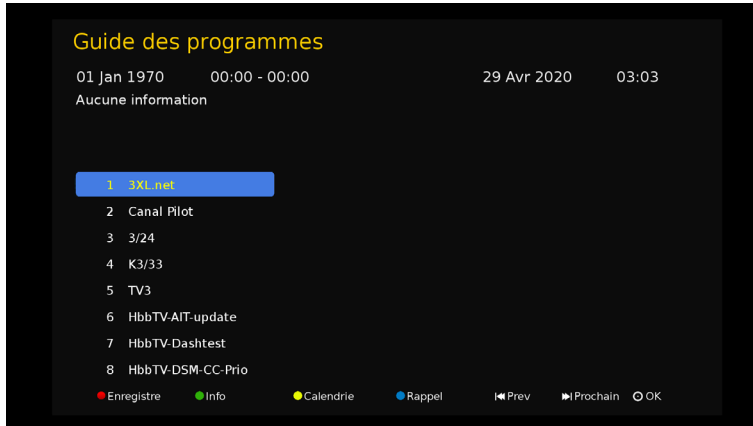 Guide des programmes
01 Jan 1970 00:00 - 00:00 29 Avr 2020 03:03
Aucune information
1 3XL.net
2 Canal Pilot
3 3/24
4 K3/33
5 TV3
6 HbbTV-AIT-update
7 HbbTV-Dashtest
8 HbbTV-DSM-CC-Prio
Enregistre Info Calendrie Rappel Prev Prochain OK